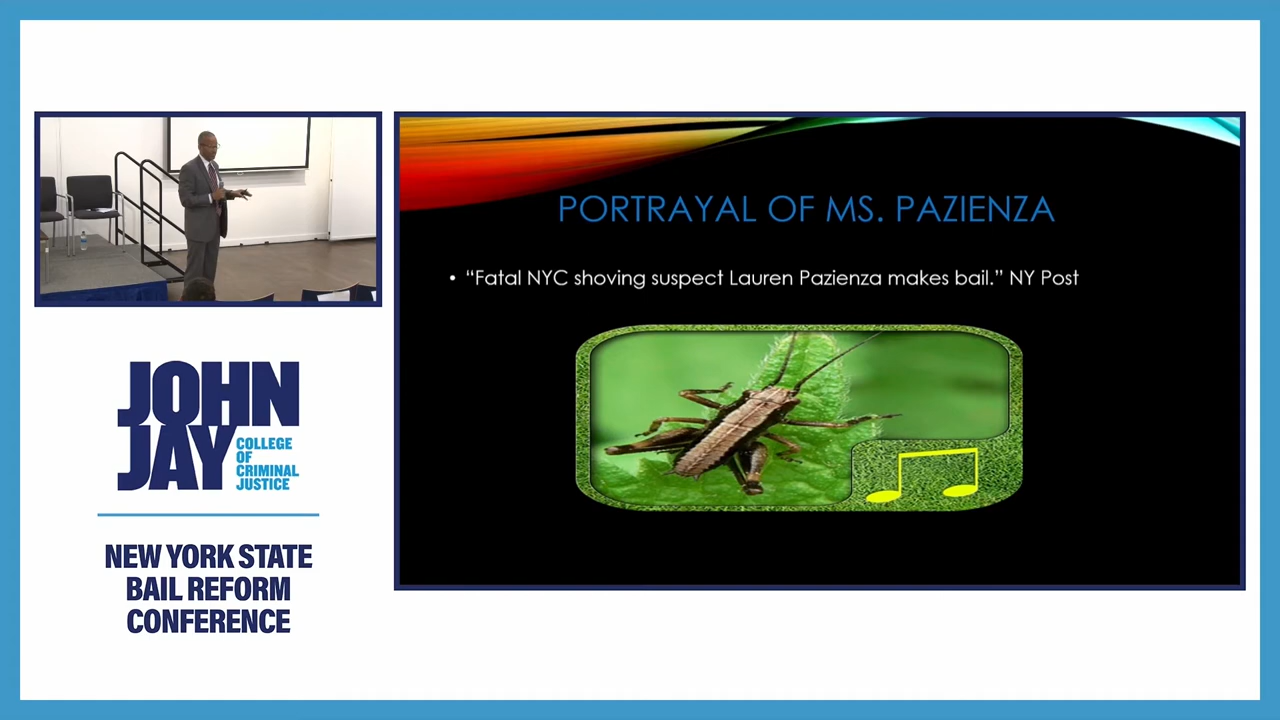 PORTRAYAL OF MS. PAZIENZA
• “Fatal NYC shoving suspect Lauren Pazienza makes bail.” NY Post
JOHN
JAY
COLLEGE
OF
CRIMINAL
JUSTICE
NEW YORK STATE
BAIL REFORM
CONFERENCE